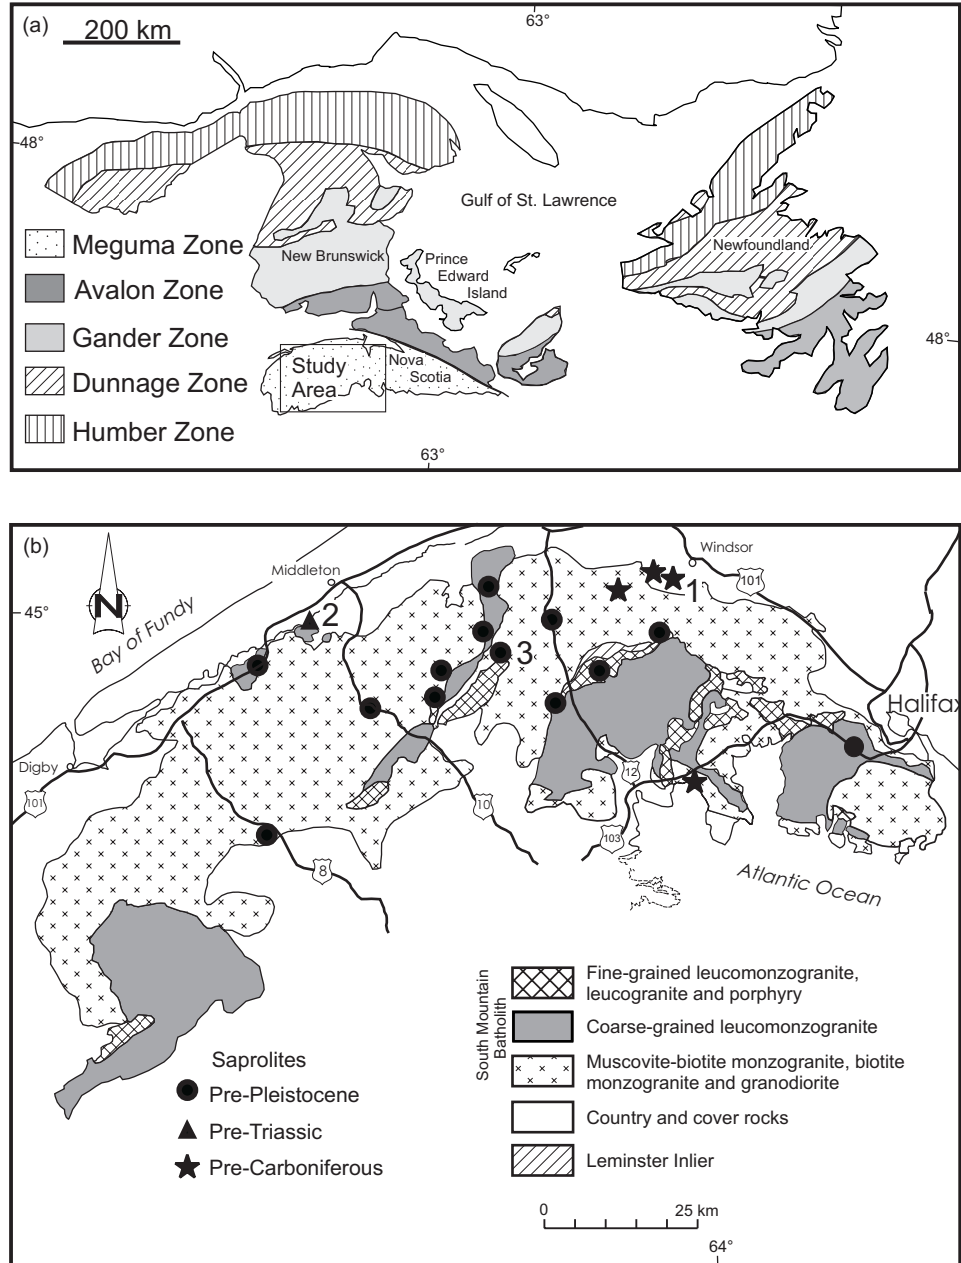 (a)
200 km
63°
48°
Gulf of St. Lawrence
Meguma Zone
Avalon Zone
Gander Zone
Dunnage Zone
Humber Zone
New Brunswick
Prince
Edward
Island
Newfoundland
48°
Study
Area
Nova
Scotia
63°
(b)
Windsor
Middleton
101
1
45°
N
2
Bay of Fundy
3
Halifax
Digby
101
12
10
103
8
Atlantic Ocean
South Mountain
Batholith
Fine-grained leucomonzogranite,
leucogranite and porphyry
Coarse-grained leucomonzogranite
Muscovite-biotite monzogranite, biotite
monzogranite and granodiorite
Country and cover rocks
Leminster Inlier
Saprolites
Pre-Pleistocene
Pre-Triassic
Pre-Carboniferous
0 25 km
64°